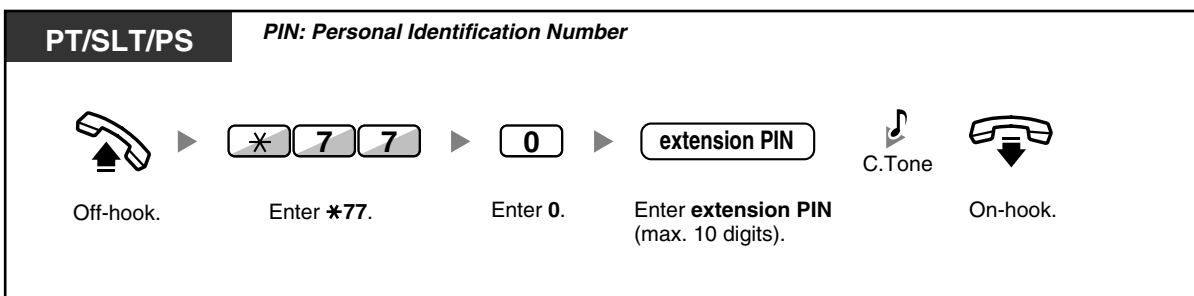 PT/SLT/PS
PIN: Personal Identification Number
* 7 7
0
extension PIN
C.Tone
Off-hook.
Enter *77.
Enter 0.
Enter extension PIN
(max. 10 digits).
On-hook.